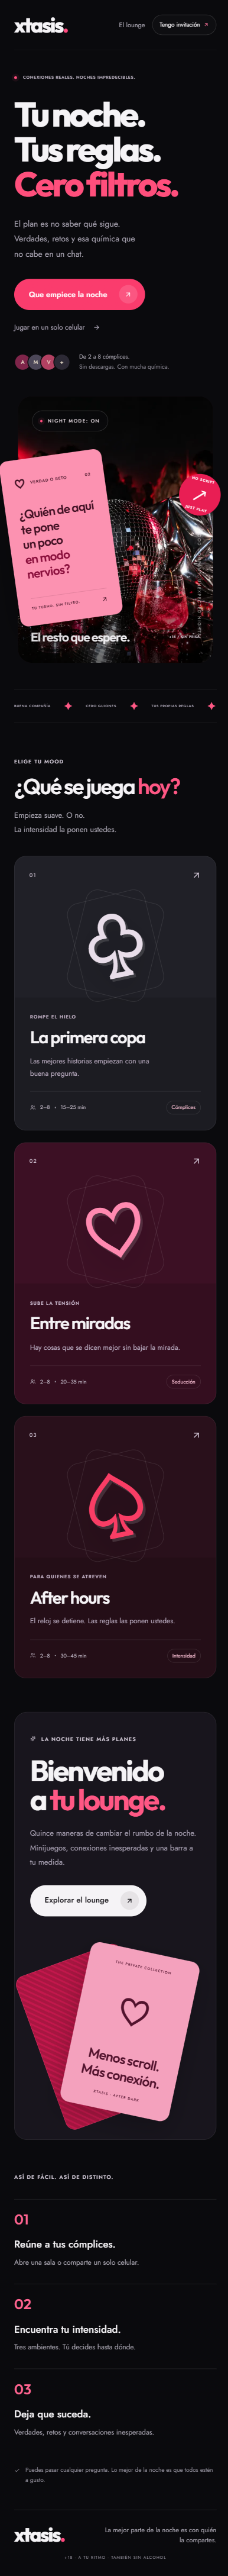 xtasis.
El lounge
Tengo invitación
CONEXIONES REALES. NOCHES IMPREDECIBLES.
Tu noche.
Tus reglas.
Cero filtros.
El plan es no saber qué sigue.
Verdades, retos y esa química que
no cabe en un chat.
Que empiece la noche
Jugar en un solo celular
A M V +
De 2 a 8 cómplices.
Sin descargas. Con mucha química.
NIGHT MODE: ON
VERDAD O RETO
03
¿Quién de aquí
te pone
un poco
en modo
nervios?
TU TURNO. SIN FILTRO.
NO SCRIPT
JUST PLAY
El resto que espere.
BUENA COMPAÑÍA
CERO GUIONES
TUS PROPIAS REGLAS
ELIGE TU MOOD
¿Qué se juega hoy?
Empieza suave. O no.
La intensidad la ponen ustedes.
01
ROMPE EL HIELO
La primera copa
Las mejores historias empiezan con una
buena pregunta.
2–8 • 15–25 min
Cómplices
02
SUBE LA TENSIÓN
Entre miradas
Hay cosas que se dicen mejor sin bajar la mirada.
2–8 • 20–35 min
Seducción
03
PARA QUIENES SE ATREVEN
After hours
El reloj se detiene. Las reglas las ponen ustedes.
2–8 • 30–45 min
Intensidad
LA NOCHE TIENE MÁS PLANES
Bienvenido
a tu lounge.
Quince maneras de cambiar el rumbo de la noche.
Minijuegos, conexiones inesperadas y una barra a
tu medida.
Explorar el lounge
THE PRIVATE COLLECTION
Menos scroll.
Más conexión.
XTASIS · AFTER DARK
ASÍ DE FÁCIL. ASÍ DE DISTINTO.
01
Reúne a tus cómplices.
Abre una sala o comparte un solo celular.
02
Encuentra tu intensidad.
Tres ambientes. Tú decides hasta dónde.
03
Deja que suceda.
Verdades, retos y conversaciones inesperadas.
Puedes pasar cualquier pregunta. Lo mejor de la noche es que todos estén
a gusto.
xtasis.
La mejor parte de la noche es con quién
la compartes.
+18 · A TU RITMO · TAMBIÉN SIN ALCOHOL